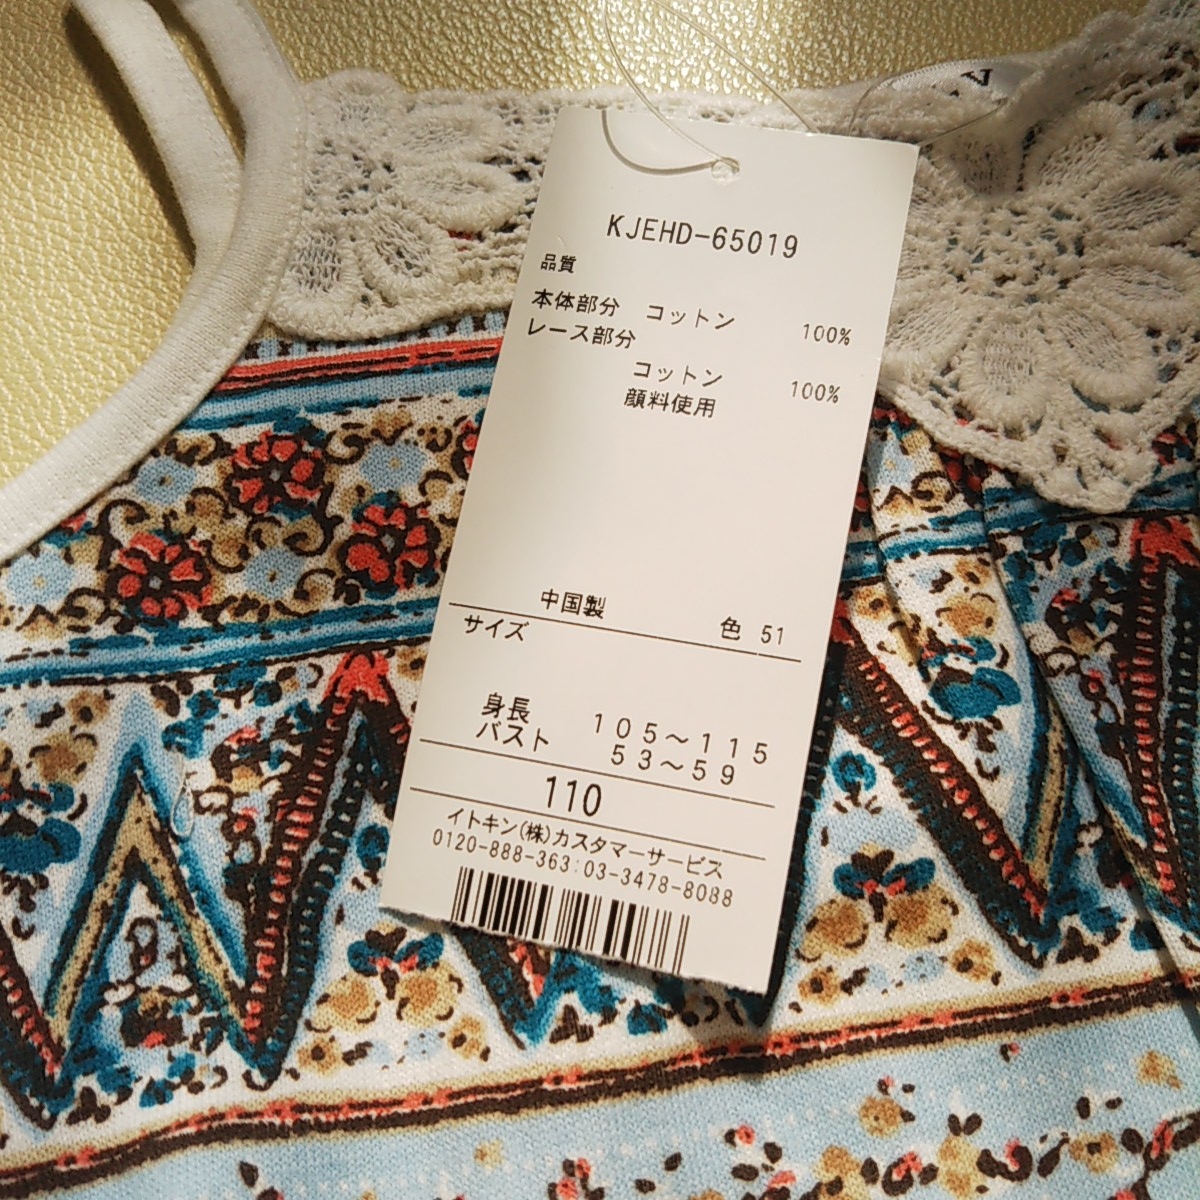 KJEHD-65019
品質
本体部分 コットン 100%
レース部分
コットン 100%
顔料使用
中国製 色 51
サイズ
身長 105～115
バスト 53～59
110
イトキン(株)カスタマーサービス
0120-888-363:03-3478-8088